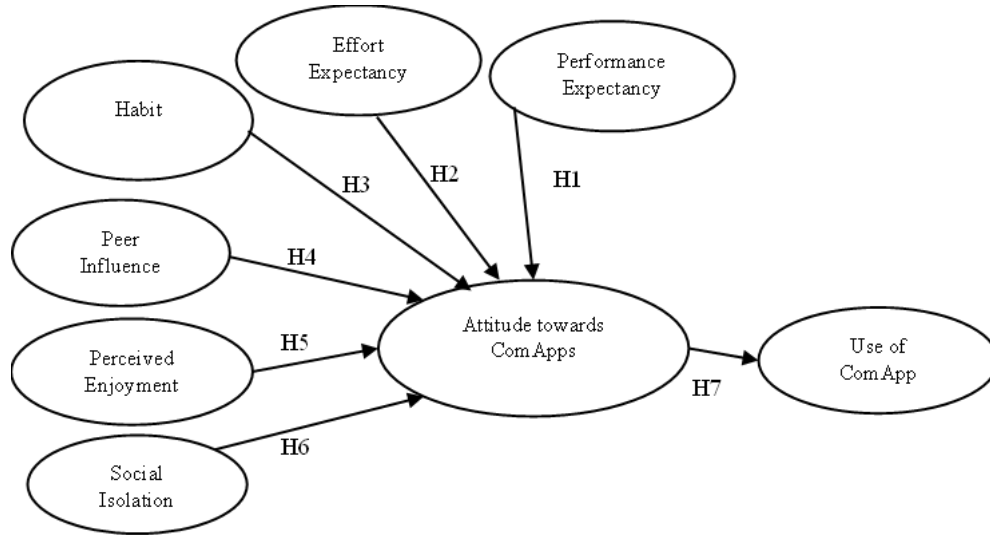 Effort
Expectancy
Performance
Expectancy
Habit
H3
H2
H1
Peer
Influence
H4
Attitude towards
ComApps
H5
Perceived
Enjoyment
Use of
ComApp
H7
H6
Social
Isolation